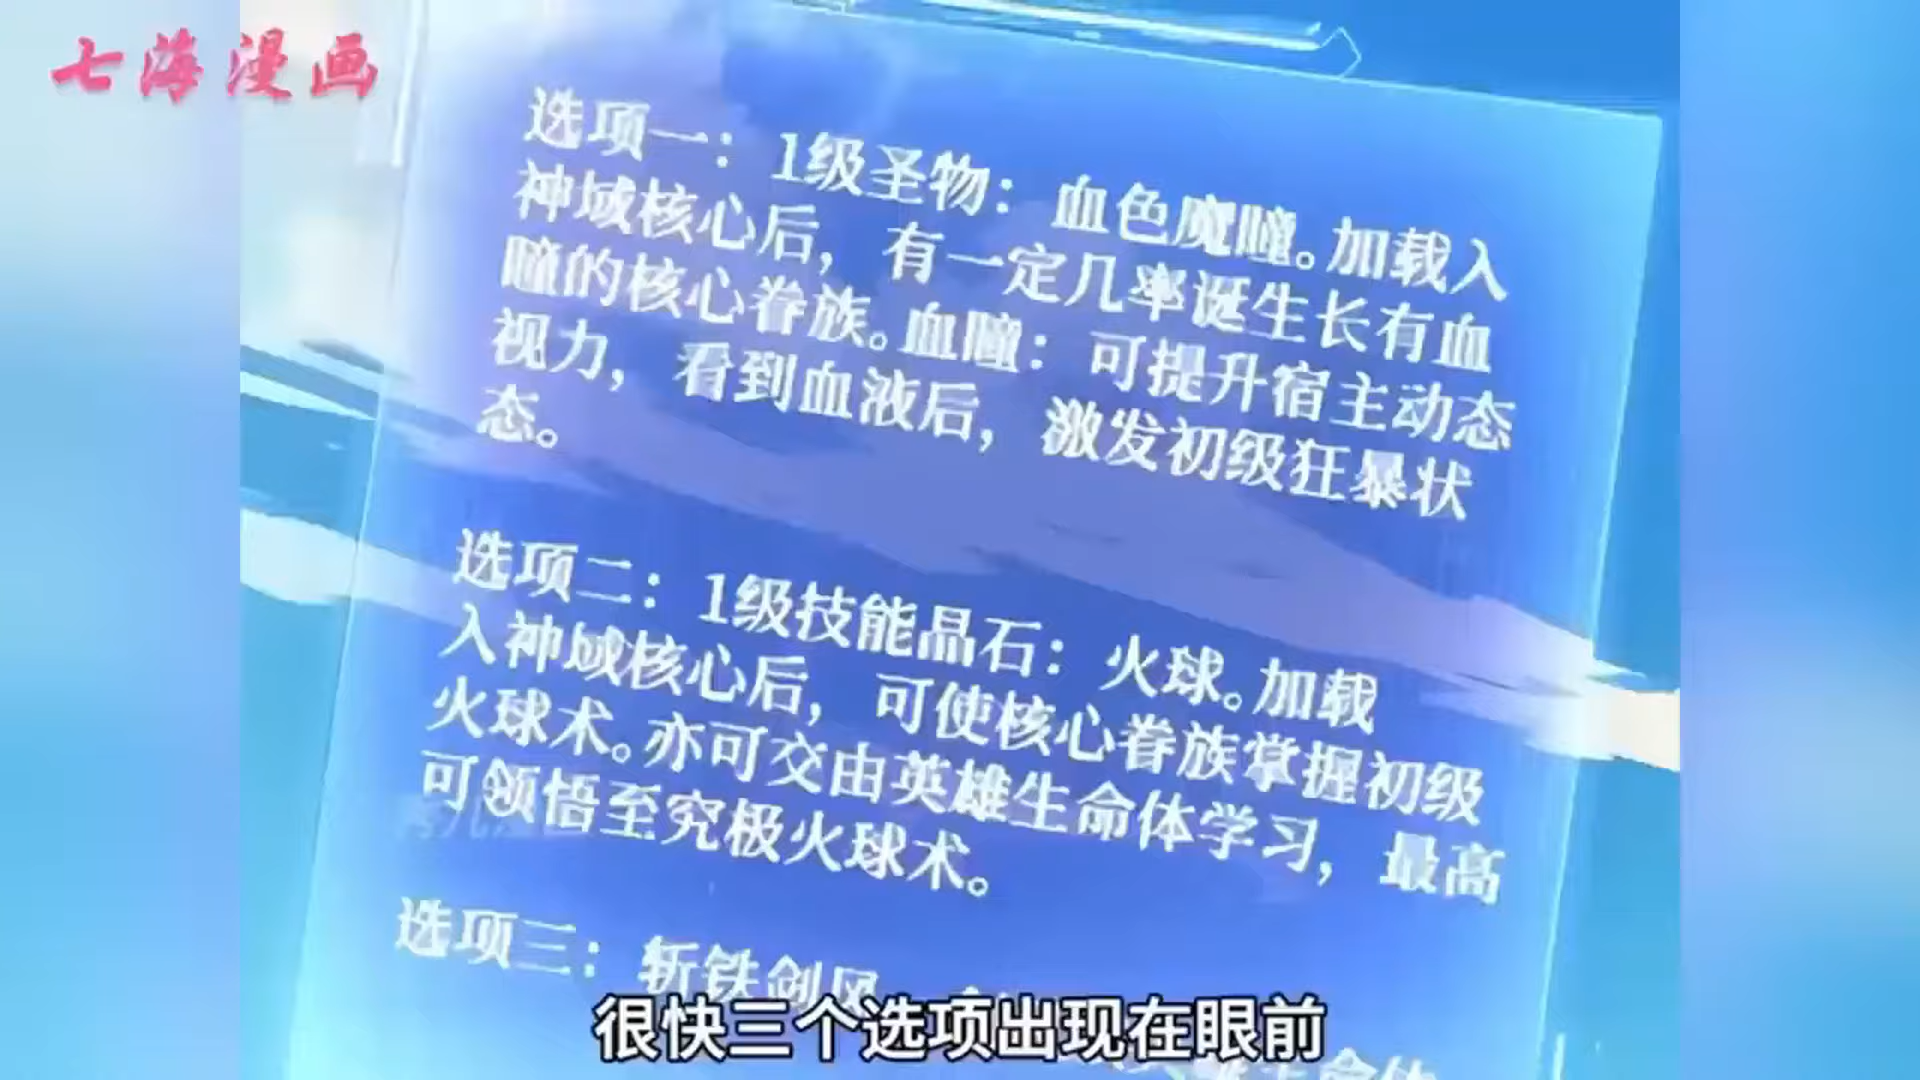 七海漫画
选项一：1级圣物：血色魔瞳。加载入
神域核心后，有一定几率诞生长有血
瞳的核心眷族。血瞳：可提升宿主动态
视力，看到血液后，激发初级狂暴状
态。
选项二：1级技能晶石：火球。加载
入神域核心后，可使核心眷族掌握初级
火球术。亦可交由英雄生命体学习，最高
可领悟至究极火球术。
选项三：斩铁剑风
很快三个选项出现在眼前